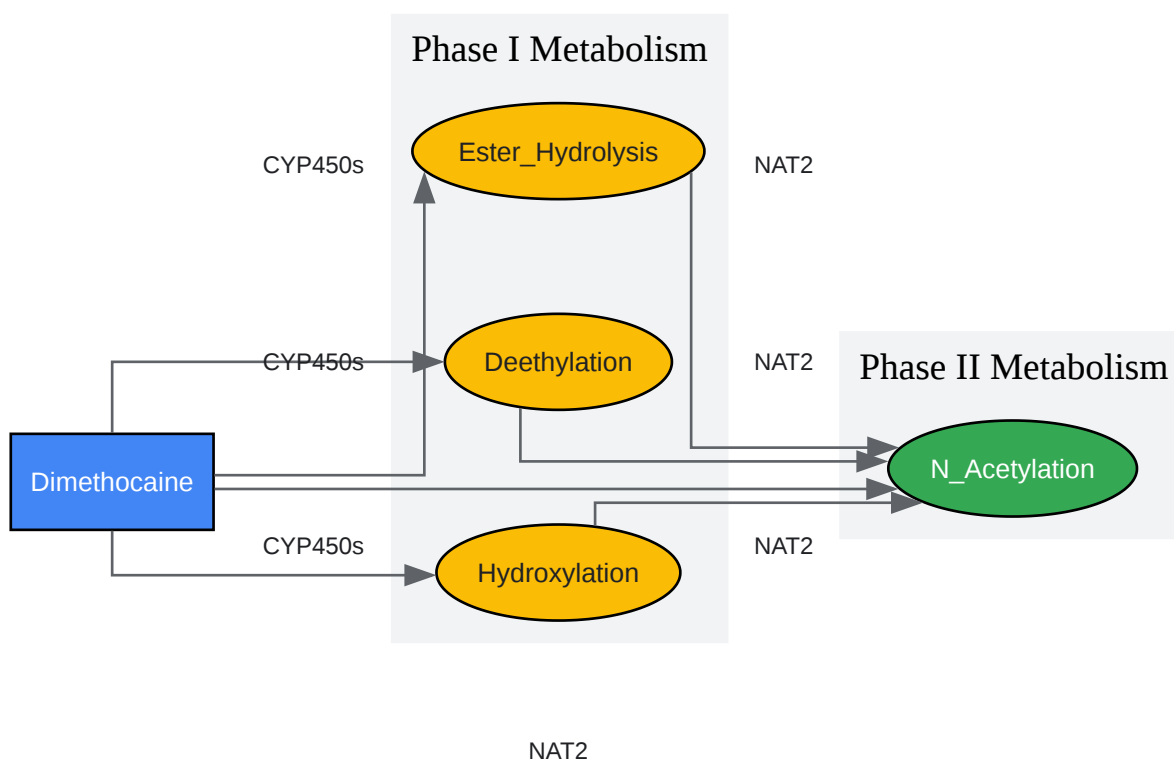 Phase I Metabolism
CYP450s
Ester_Hydrolysis
NAT2
CYP450s
Deethylation
NAT2
Phase II Metabolism
Dimethocaine
N_Acetylation
CYP450s
Hydroxylation
NAT2
NAT2